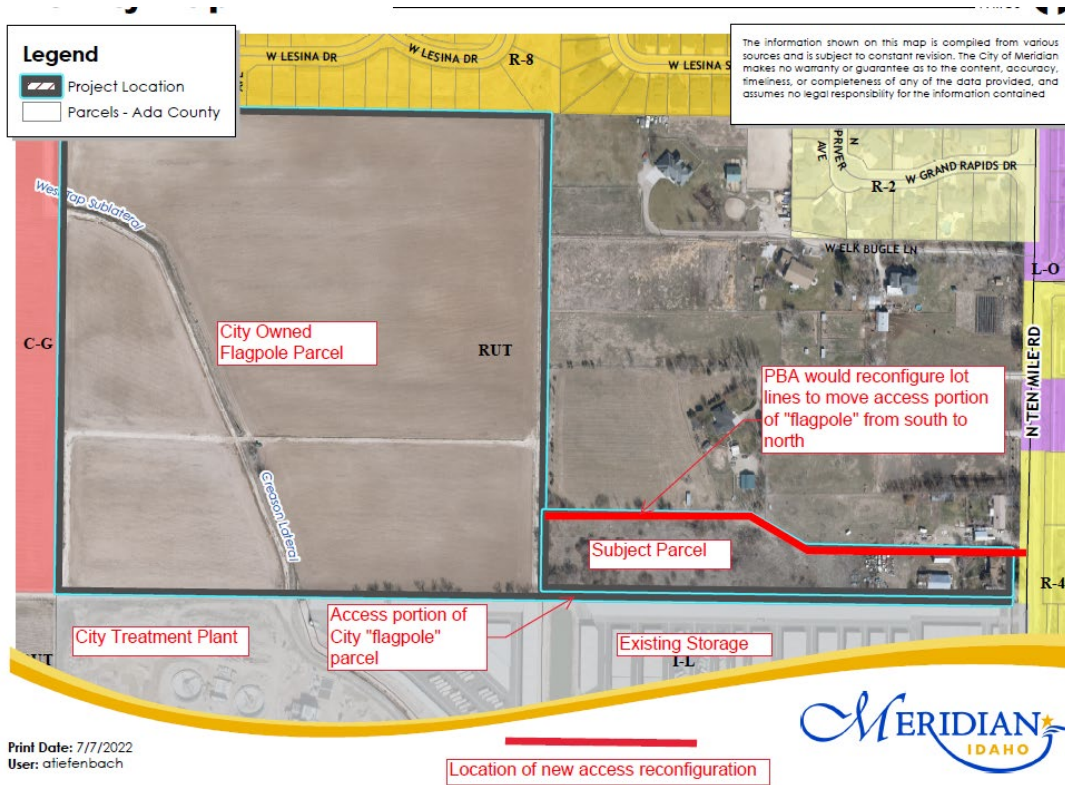 Legend
Project Location
Parcels - Ada County
The information shown on this map is compiled from various
sources and is subject to constant revision. The City of Meridian
makes no warranty or guarantee as to the content, accuracy,
timeliness, or completeness of any of the data provided, and
assumes no legal responsibility for the information contained
W LESINA DR
W LESINA DR
R-8
W LESINA S
N
PRIVER
AVE
W GRAND RAPIDS DR
R-2
West Tap Sublateral
W ELK BUGLE LN
L-O
C-G
City Owned
Flagpole Parcel
RUT
PBA would reconfigure lot
lines to move access portion
of "flagpole" from south to
north
N TEN MILE RD
Creason Lateral
Subject Parcel
R-4
Access portion of
City "flagpole"
parcel
City Treatment Plant
Existing Storage
I-L
MERIDIAN
IDAHO
Print Date: 7/7/2022
User: atiefenbach
Location of new access reconfiguration